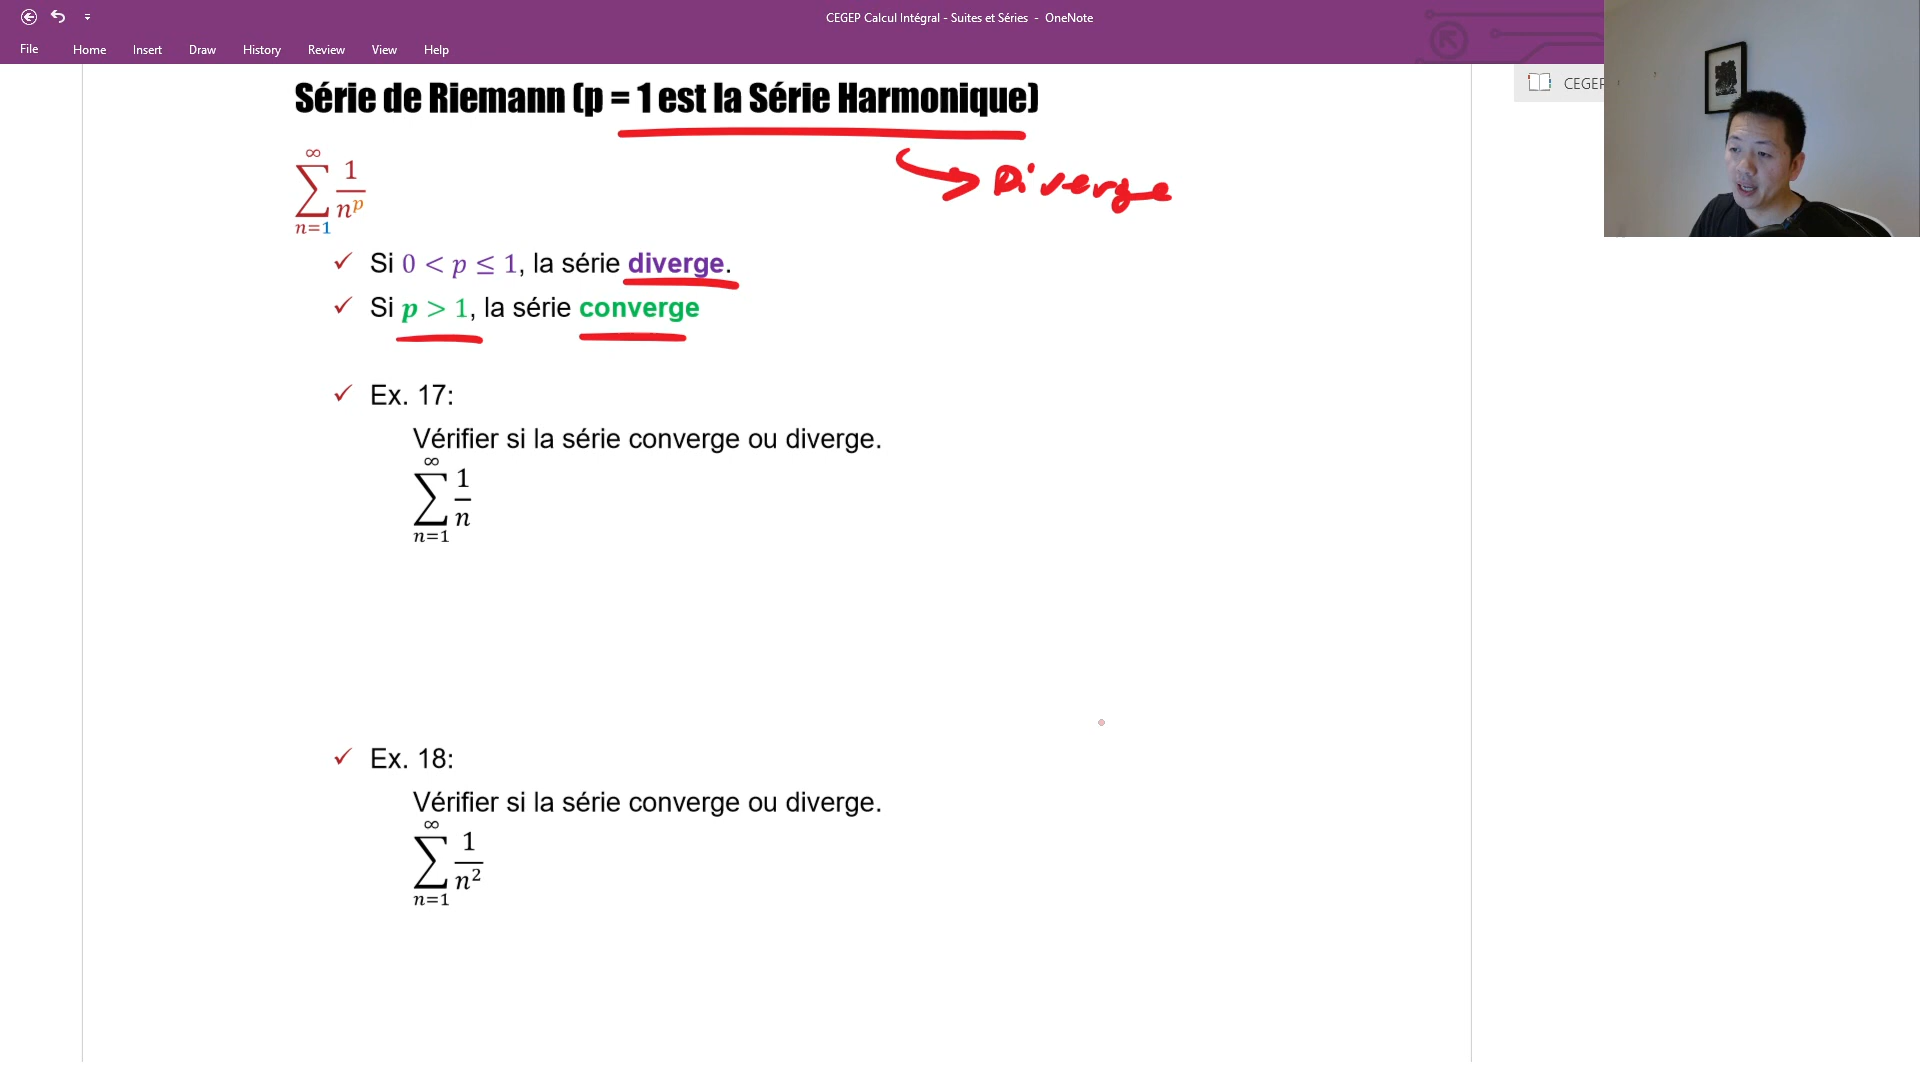 CEGEP Calcul Intégral - Suites et Séries - OneNote
File Home Insert Draw History Review View Help
CEGEP
Série de Riemann (p = 1 est la Série Harmonique)
Diverge
∞
∑ 1/n^p
n=1
✓ Si 0 < p ≤ 1, la série diverge.
✓ Si p > 1, la série converge
✓ Ex. 17:
Vérifier si la série converge ou diverge.
∞
∑ 1/n
n=1
✓ Ex. 18:
Vérifier si la série converge ou diverge.
∞
∑ 1/n²
n=1